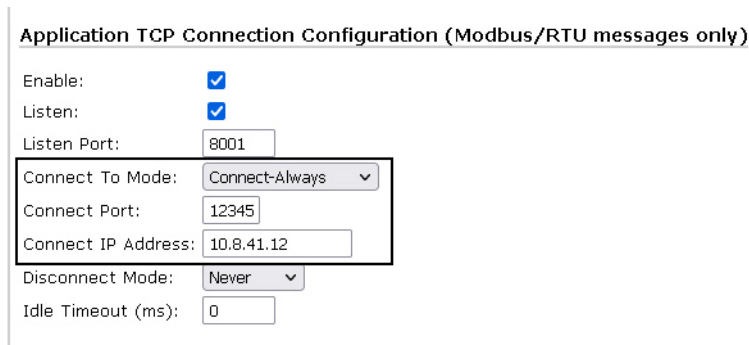 Application TCP Connection Configuration (Modbus/RTU messages only)
Enable:
Listen:
Listen Port: 8001
Connect To Mode: Connect-Always
Connect Port: 12345
Connect IP Address: 10.8.41.12
Disconnect Mode: Never
Idle Timeout (ms): 0